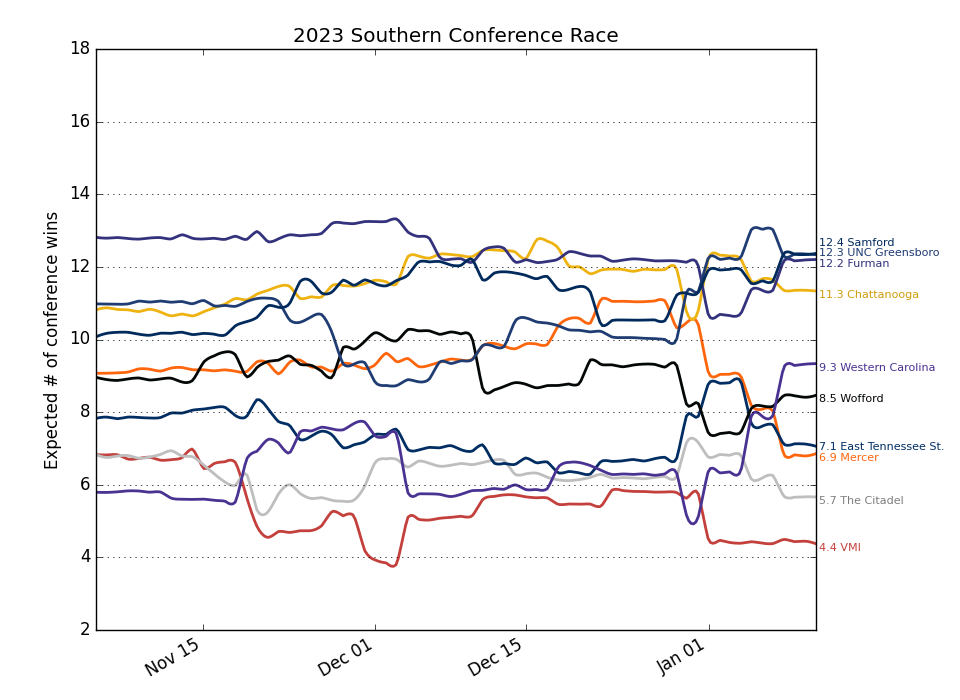 2023 Southern Conference Race
Expected # of conference wins
18
16
14
12
10
8
6
4
2
Nov 15
Dec 01
Dec 15
Jan 01
12.4 Samford
12.3 UNC Greensboro
12.2 Furman
11.3 Chattanooga
9.3 Western Carolina
8.5 Wofford
7.1 East Tennessee St.
6.9 Mercer
5.7 The Citadel
4.4 VMI